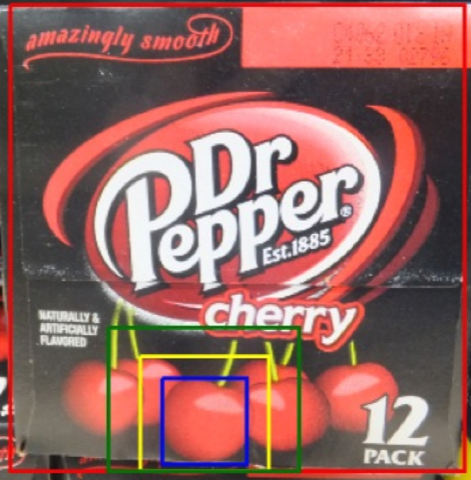 amazingly smooth
Dr
Pepper®
Est.1885
cherry
NATURALLY &
ARTIFICIALLY
FLAVORED
12
PACK